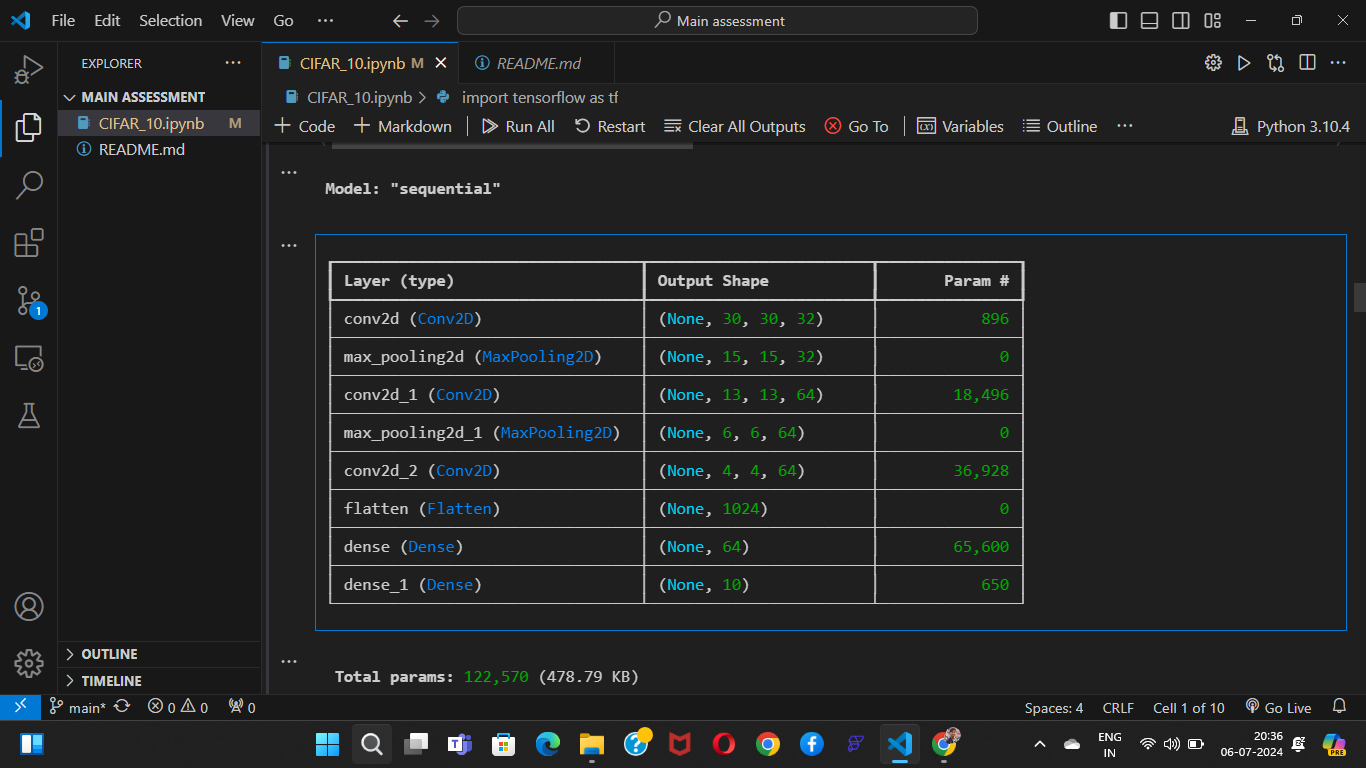 File Edit Selection View Go ··· Main assessment
EXPLORER ···
CIFAR_10.ipynb M
README.md
MAIN ASSESSMENT
CIFAR_10.ipynb > import tensorflow as tf
CIFAR_10.ipynb M
README.md
+ Code + Markdown Run All Restart Clear All Outputs Go To Variables Outline ··· Python 3.10.4
Model: "sequential"
Layer (type) Output Shape Param #
conv2d (Conv2D) (None, 30, 30, 32) 896
max_pooling2d (MaxPooling2D) (None, 15, 15, 32) 0
conv2d_1 (Conv2D) (None, 13, 13, 64) 18,496
max_pooling2d_1 (MaxPooling2D) (None, 6, 6, 64) 0
conv2d_2 (Conv2D) (None, 4, 4, 64) 36,928
flatten (Flatten) (None, 1024) 0
dense (Dense) (None, 64) 65,600
dense_1 (Dense) (None, 10) 650
Total params: 122,570 (478.79 KB)
1
OUTLINE
TIMELINE
main* 0 0 0 Spaces: 4 CRLF Cell 1 of 10 Go Live
ENG
IN
20:36
06-07-2024
PRE